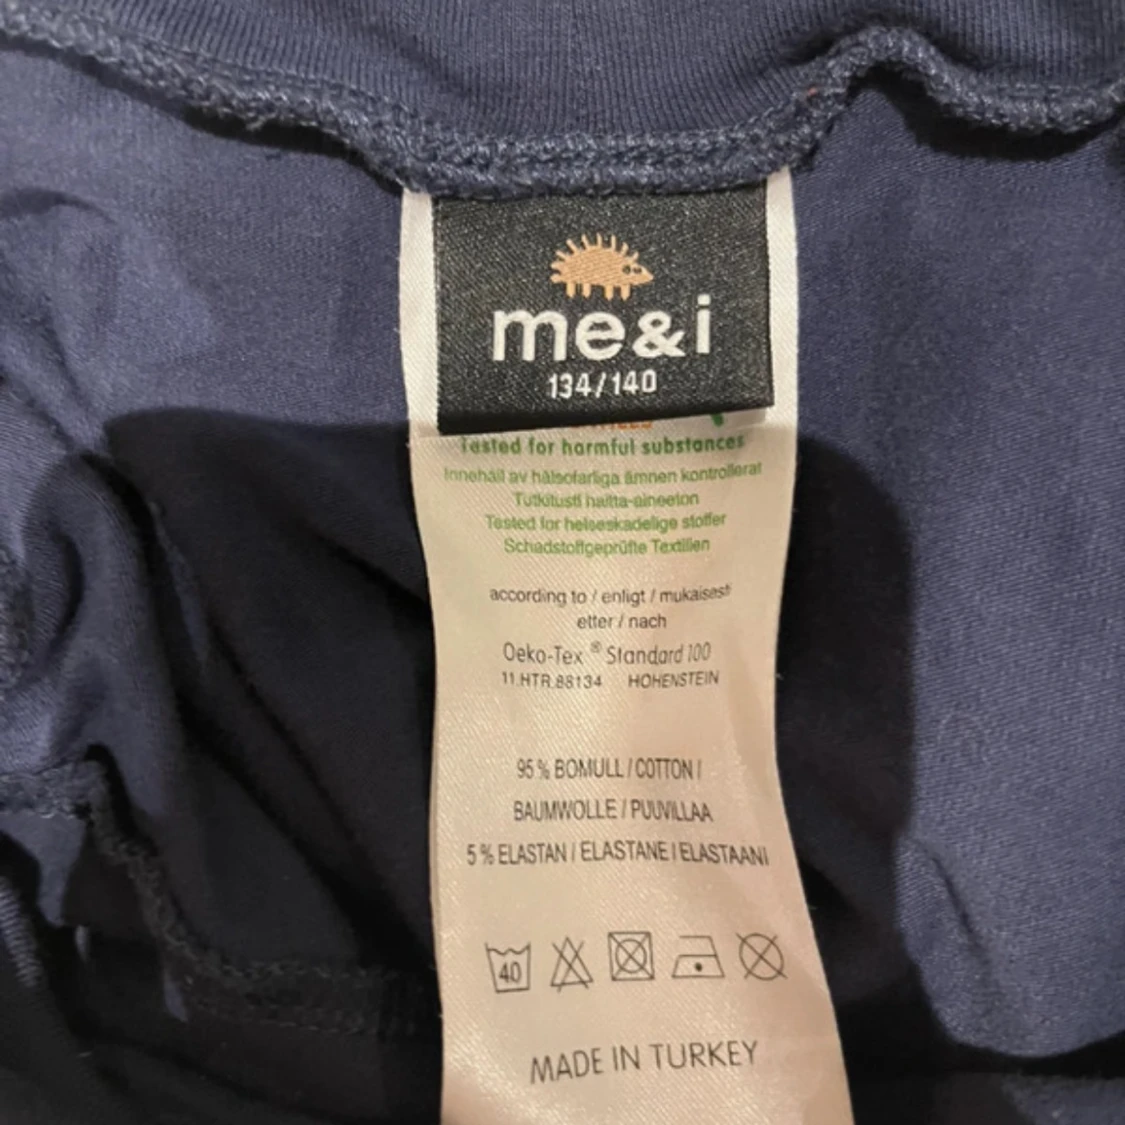 me&i
134/140
Tested for harmful substances
Innehåll av hälsofarliga ämnen kontrollerat
Tutkitusti haitta-aineeton
Tested for helseskadelige stoffer
Schadstoffgeprüfte Textilien
according to / enligt / mukaisesti
etter / nach
Oeko-Tex ® Standard 100
11.HTR.88134 HOHENSTEIN
95 % BOMULL / COTTON /
BAUMWOLLE / PUUVILLAA
5 % ELASTAN / ELASTANE / ELASTAANI
40
MADE IN TURKEY